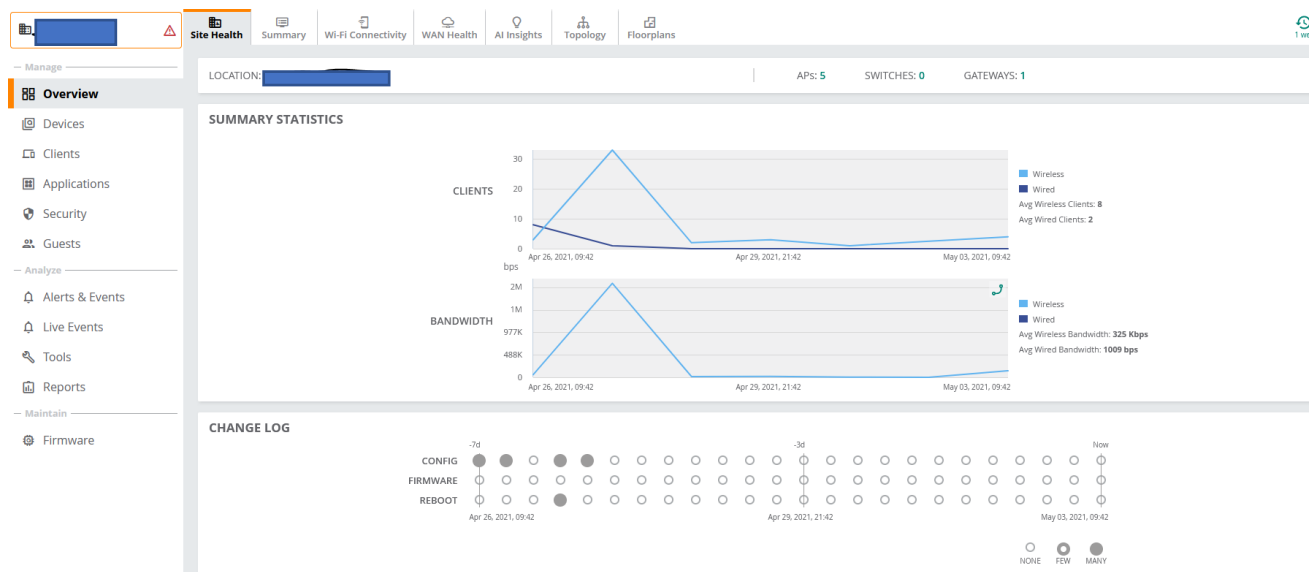 Site Health
Summary
Wi-Fi Connectivity
WAN Health
AI Insights
Topology
Floorplans
Manage
Overview
Devices
Clients
Applications
Security
Guests
Analyze
Alerts & Events
Live Events
Tools
Reports
Maintain
Firmware
LOCATION:
APs: 5
SWITCHES: 0
GATEWAYS: 1
SUMMARY STATISTICS
CLIENTS
30
20
10
0
Apr 26, 2021, 09:42
Apr 29, 2021, 21:42
May 03, 2021, 09:42
Wireless
Wired
Avg Wireless Clients: 8
Avg Wired Clients: 2
bps
BANDWIDTH
2M
1M
977K
488K
0
Apr 26, 2021, 09:42
Apr 29, 2021, 21:42
May 03, 2021, 09:42
Wireless
Wired
Avg Wireless Bandwidth: 325 Kbps
Avg Wired Bandwidth: 1009 bps
CHANGE LOG
-7d
-3d
Now
CONFIG
FIRMWARE
REBOOT
Apr 26, 2021, 09:42
Apr 29, 2021, 21:42
May 03, 2021, 09:42
NONE
FEW
MANY